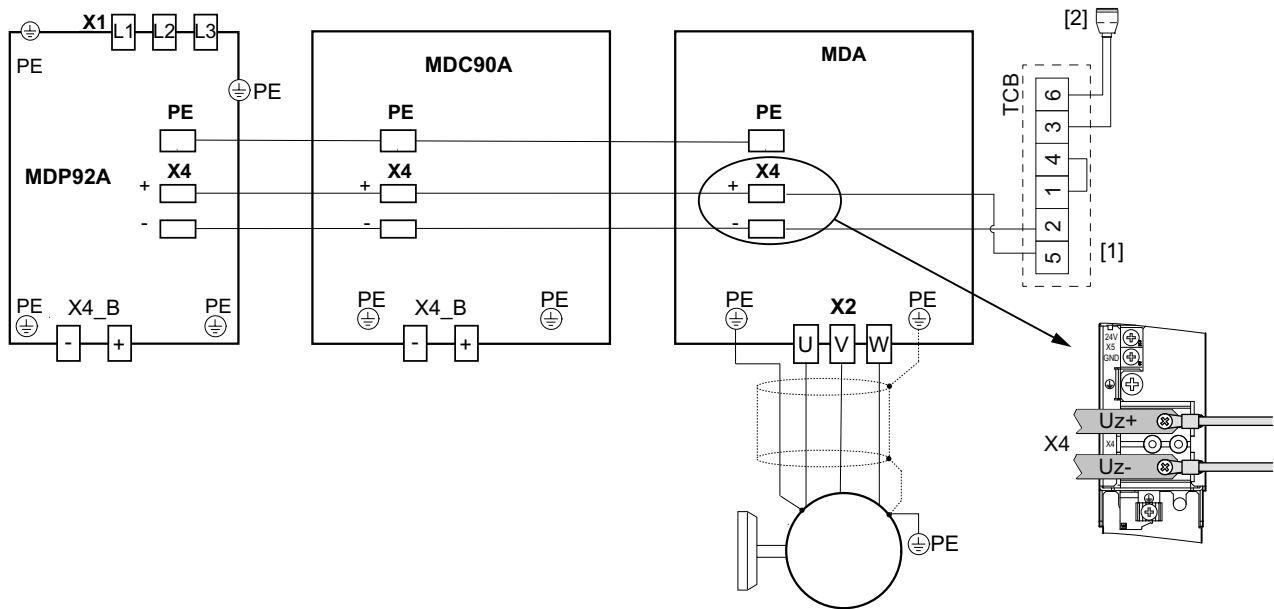 X1 L1 L2 L3
PE
PE
MDP92A
PE
X4
+
-
PE
X4_B
PE
- +
MDC90A
PE
X4
+
-
PE
X4_B
PE
- +
MDA
PE
X4
+
-
PE
X2
PE
U V W
PE
[2]
TCB
6
3
4
1
2
5
[1]
24V
X5
GND
Uz+
X4
X4
Uz-